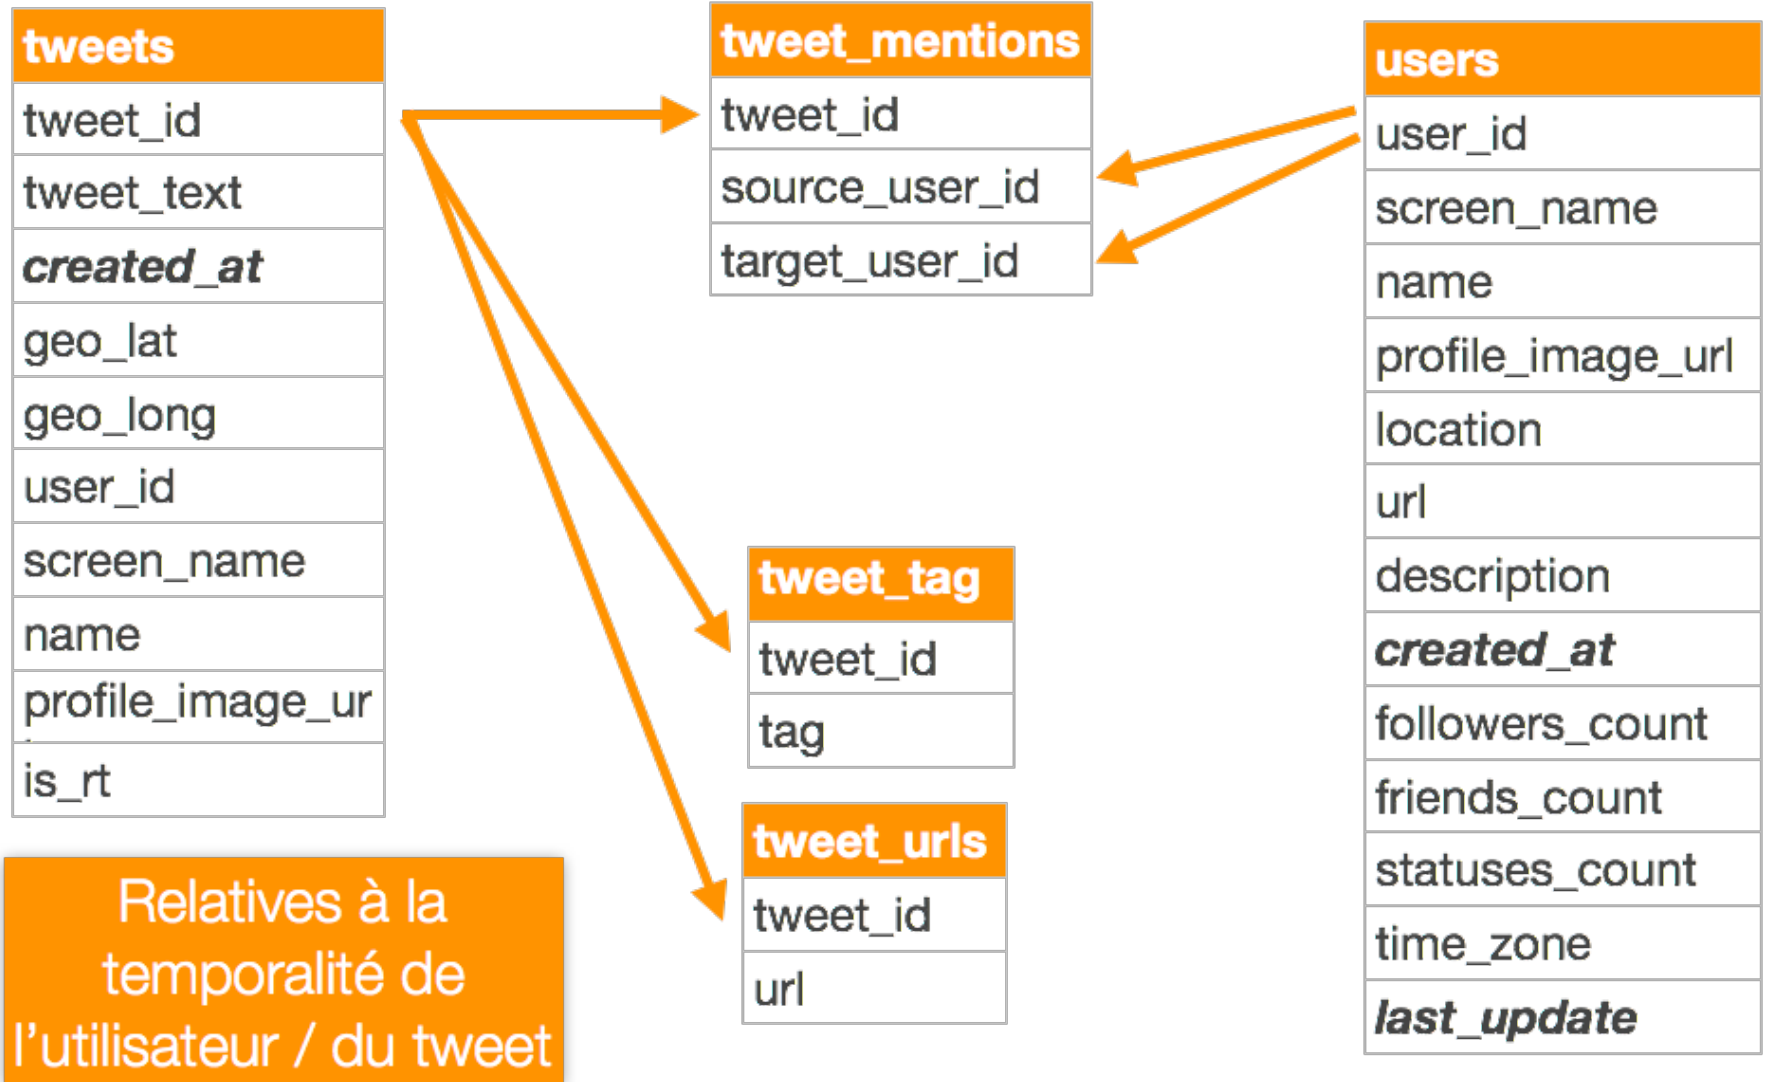 tweets
tweet_id
tweet_text
created_at
geo_lat
geo_long
user_id
screen_name
name
profile_image_ur
is_rt
tweet_mentions
tweet_id
source_user_id
target_user_id
tweet_tag
tweet_id
tag
tweet_urls
tweet_id
url
users
user_id
screen_name
name
profile_image_url
location
url
description
created_at
followers_count
friends_count
statuses_count
time_zone
last_update
Relatives à la
temporalité de
l’utilisateur / du tweet